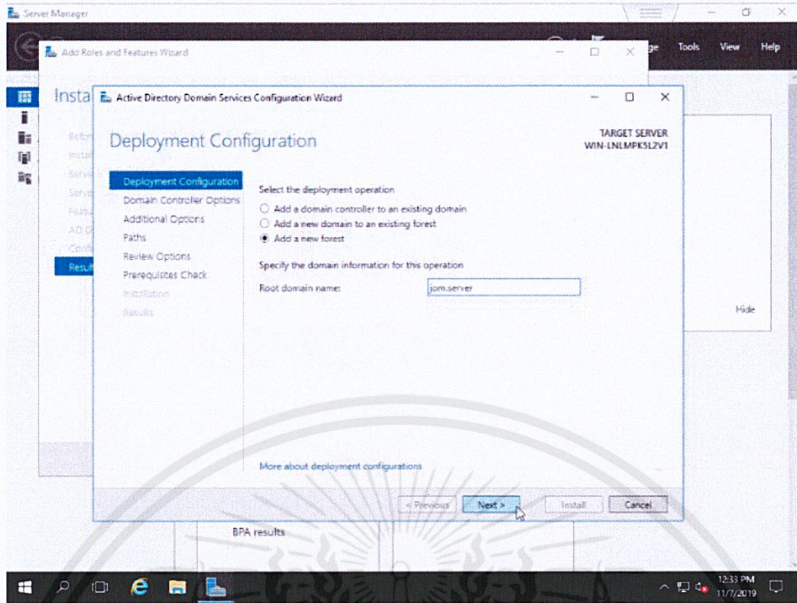 Server Manager
Tools View Help
Add Roles and Features Wizard
Insta
Active Directory Domain Services Configuration Wizard
Deployment Configuration
TARGET SERVER
WIN-LNLMPK5L2V1
Deployment Configuration
Domain Controller Options
Additional Options
Paths
Review Options
Prerequisites Check
Installation
Results
Select the deployment operation
Add a domain controller to an existing domain
Add a new domain to an existing forest
Add a new forest
Specify the domain information for this operation
Root domain name: jom.server
More about deployment configurations
< Previous Next > Install Cancel
Result
Hide
BPA results
12:33 PM
11/7/2019